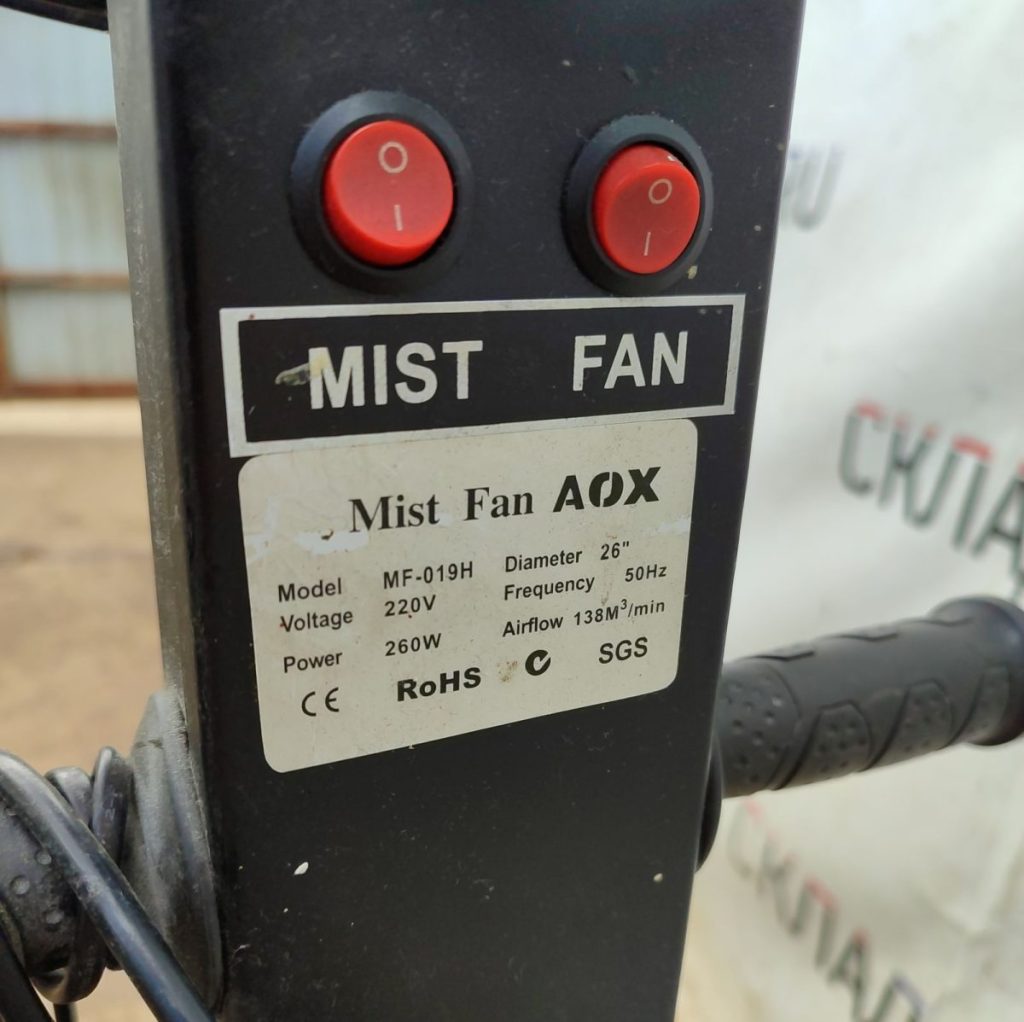 O
I
O
I
MIST FAN
Mist Fan AOX
Model MF-019H Diameter 26"
Voltage 220V Frequency 50Hz
Power 260W Airflow 138M³/min
CE RoHS SGS
RU
СКЛАД
СКЛАД